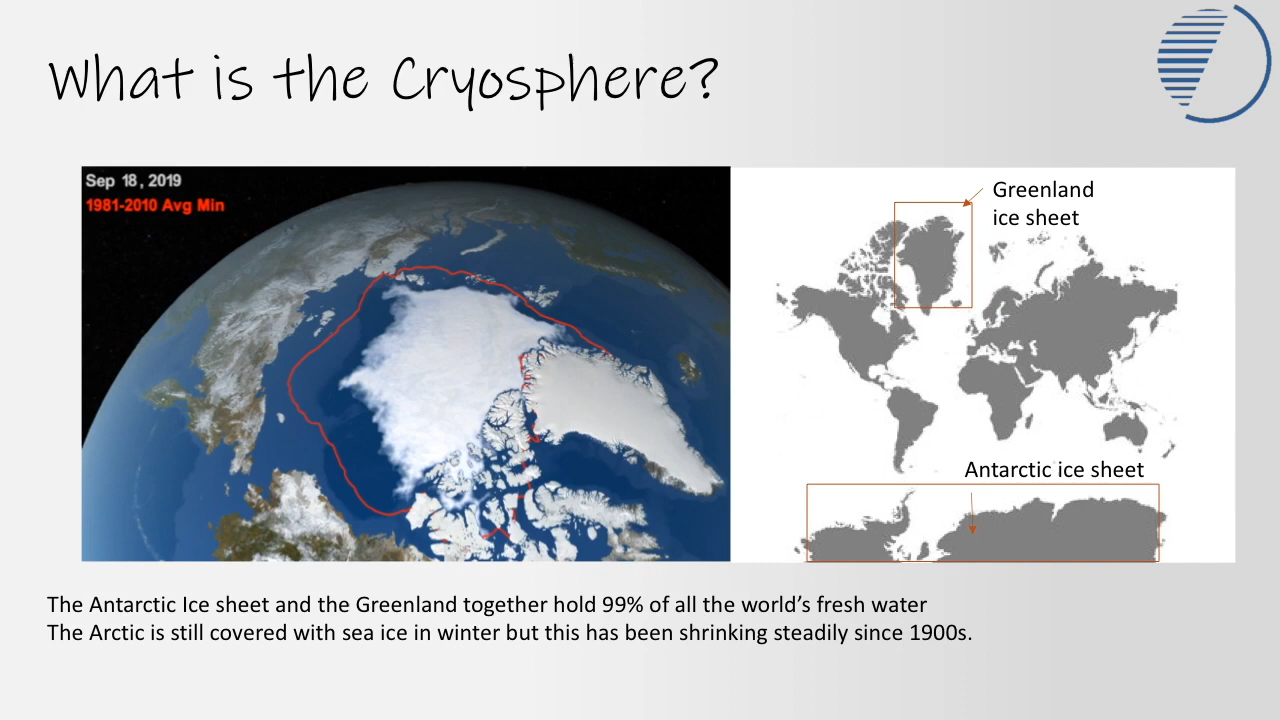 What is the Cryosphere?
Sep 18, 2019
1981-2010 Avg Min
Greenland
ice sheet
Antarctic ice sheet
The Antarctic Ice sheet and the Greenland together hold 99% of all the world’s fresh water
The Arctic is still covered with sea ice in winter but this has been shrinking steadily since 1900s.